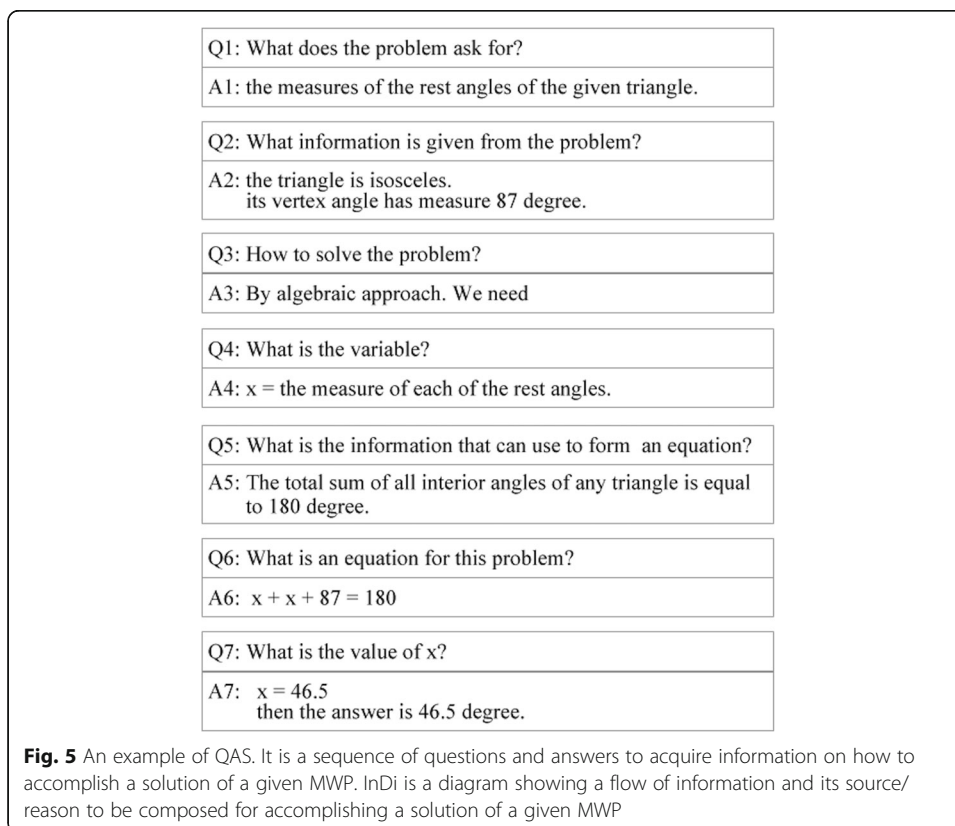 Q1: What does the problem ask for?
A1: the measures of the rest angles of the given triangle.
Q2: What information is given from the problem?
A2: the triangle is isosceles.
its vertex angle has measure 87 degree.
Q3: How to solve the problem?
A3: By algebraic approach. We need
Q4: What is the variable?
A4: x = the measure of each of the rest angles.
Q5: What is the information that can use to form an equation?
A5: The total sum of all interior angles of any triangle is equal
to 180 degree.
Q6: What is an equation for this problem?
A6: x + x + 87 = 180
Q7: What is the value of x?
A7: x = 46.5
then the answer is 46.5 degree.
Fig. 5 An example of QAS. It is a sequence of questions and answers to acquire information on how to
accomplish a solution of a given MWP. InDi is a diagram showing a flow of information and its source/
reason to be composed for accomplishing a solution of a given MWP